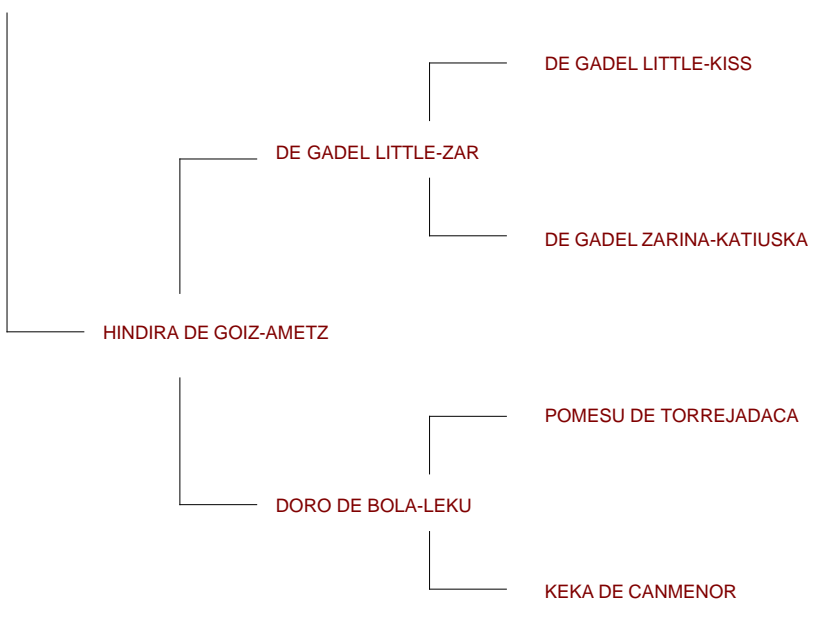 DE GADEL LITTLE-KISS
DE GADEL LITTLE-ZAR
DE GADEL ZARINA-KATIUSKA
HINDIRA DE GOIZ-AMETZ
POMESU DE TORREJADACA
DORO DE BOLA-LEKU
KEKA DE CANMENOR